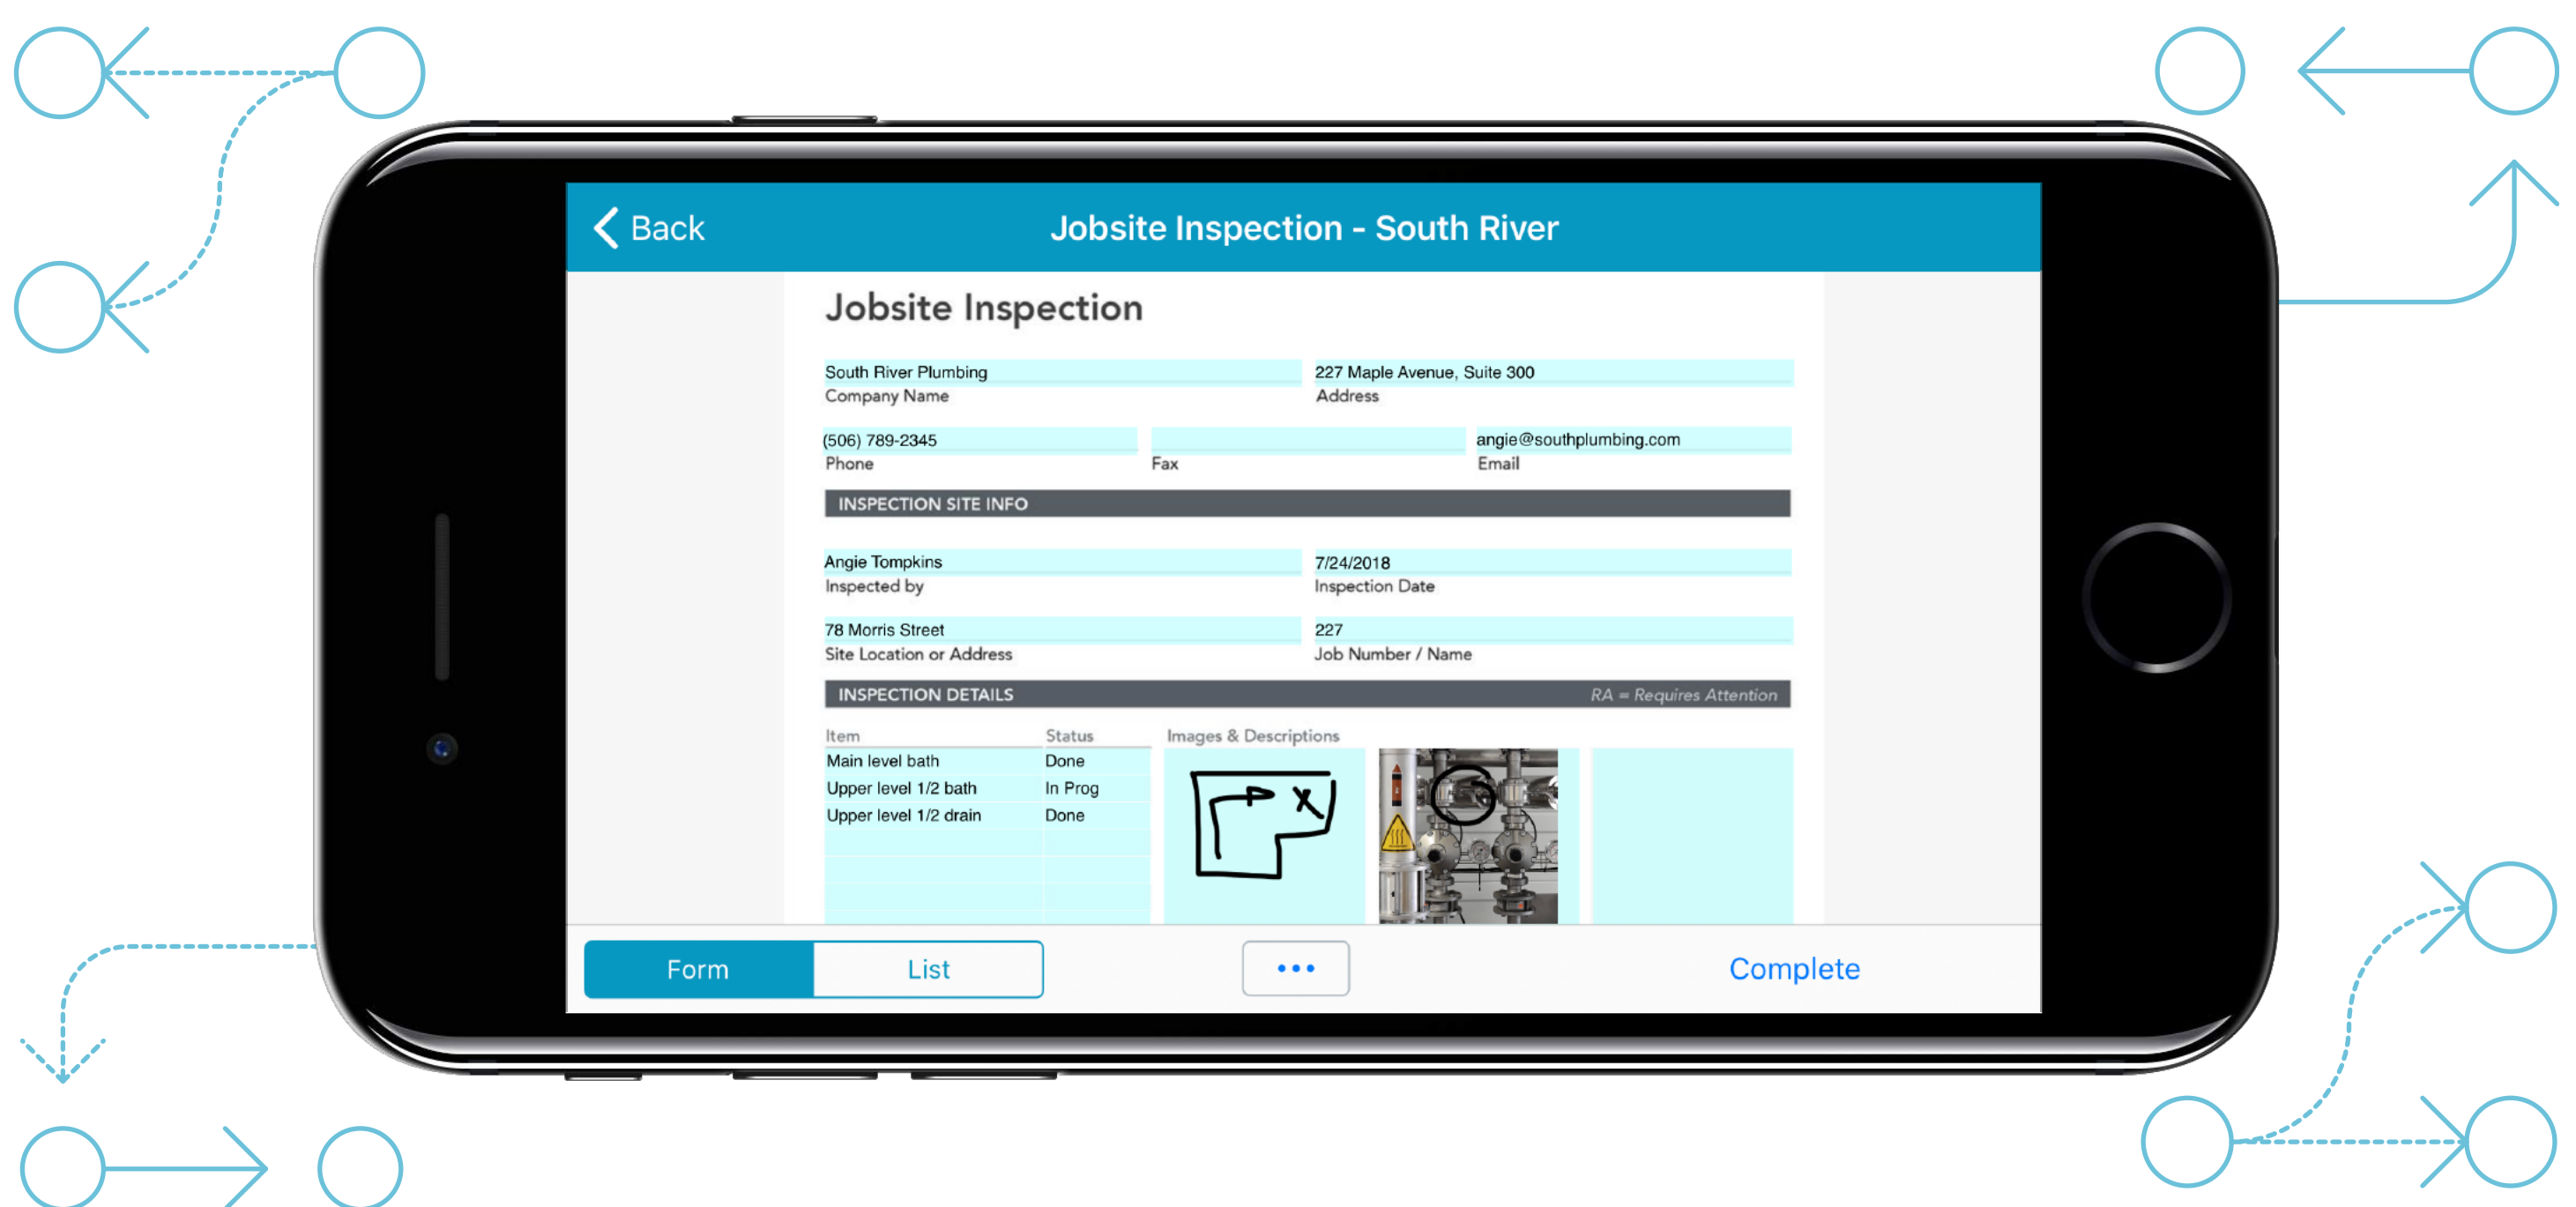 Back
Jobsite Inspection - South River
Jobsite Inspection
South River Plumbing 227 Maple Avenue, Suite 300
Company Name Address
(506) 789-2345 angie@southplumbing.com
Phone Fax Email
INSPECTION SITE INFO
Angie Tompkins 7/24/2018
Inspected by Inspection Date
78 Morris Street 227
Site Location or Address Job Number / Name
INSPECTION DETAILS RA = Requires Attention
Item Status Images & Descriptions
Main level bath Done
Upper level 1/2 bath In Prog
Upper level 1/2 drain Done
X
Form List ••• Complete